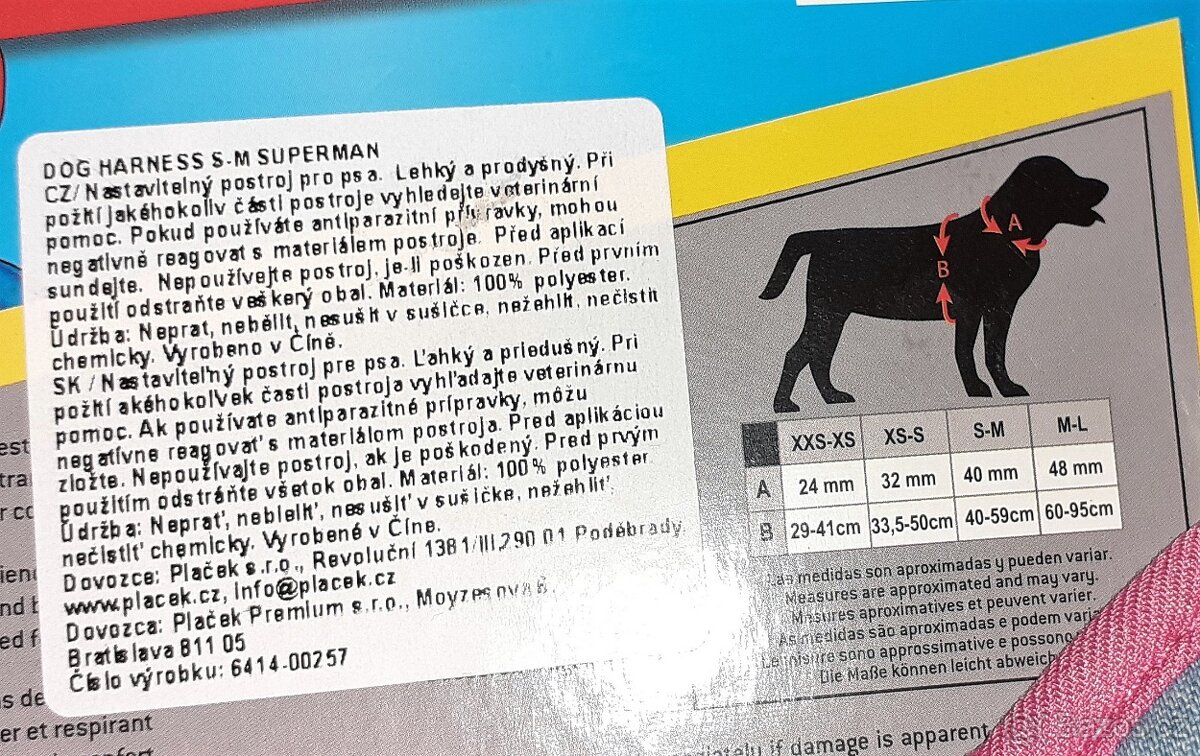 DOG HARNESS S-M SUPERMAN
CZ/ Nastavitelný postroj pro psa. Lehký a prodyšný. Při
požití jakéhokoliv části postroje vyhledejte veterinární
pomoc. Pokud používáte antiparazitní přípravky, mohou
negativně reagovat s materiálem postroje. Před aplikací
sundejte. Nepoužívejte postroj, je-li poškozen. Před prvním
použití odstraňte veškerý obal. Materiál: 100% polyester.
Údržba: Neprat, nebělit, nesušit v sušičce, nežehlit, nečistit
chemicky. Vyrobeno v Číně.
SK / Nastaviteľný postroj pre psa. Ľahký a priedušný. Pri
požití akéhokoľvek časti postroja vyhľadajte veterinárnu
pomoc. Ak používate antiparazitné prípravky, môžu
negatívne reagovať s materiálom postroja. Pred aplikáciou
zložte. Nepoužívajte postroj, ak je poškodený. Pred prvým
použitím odstráňte všetok obal. Materiál: 100% polyester.
Údržba: Neprať, nebieliť, nesušiť v sušičke, nežehliť,
nečistiť chemicky. Vyrobené v Číne.
Dovozce: Plaček s.r.o., Revoluční 1381/III,290 01 Poděbrady.
www.placek.cz, info@placek.cz
Dovozca: Plaček Premium s.r.o., Moyzesova
Bratislava 811 05
Číslo výrobku: 6414-00257
A
B
XXS-XS XS-S S-M M-L
A 24 mm 32 mm 40 mm 48 mm
B 29-41cm 33,5-50cm 40-59cm 60-95cm
Las medidas son aproximadas y pueden variar.
Measures are approximated and may vary.
Mesures aproximatives et peuvent varier.
As medidas são aproximadas e podem
Le misure sono approssimative e possono
Die Maße können leicht
er et respirant
if damage is apparent